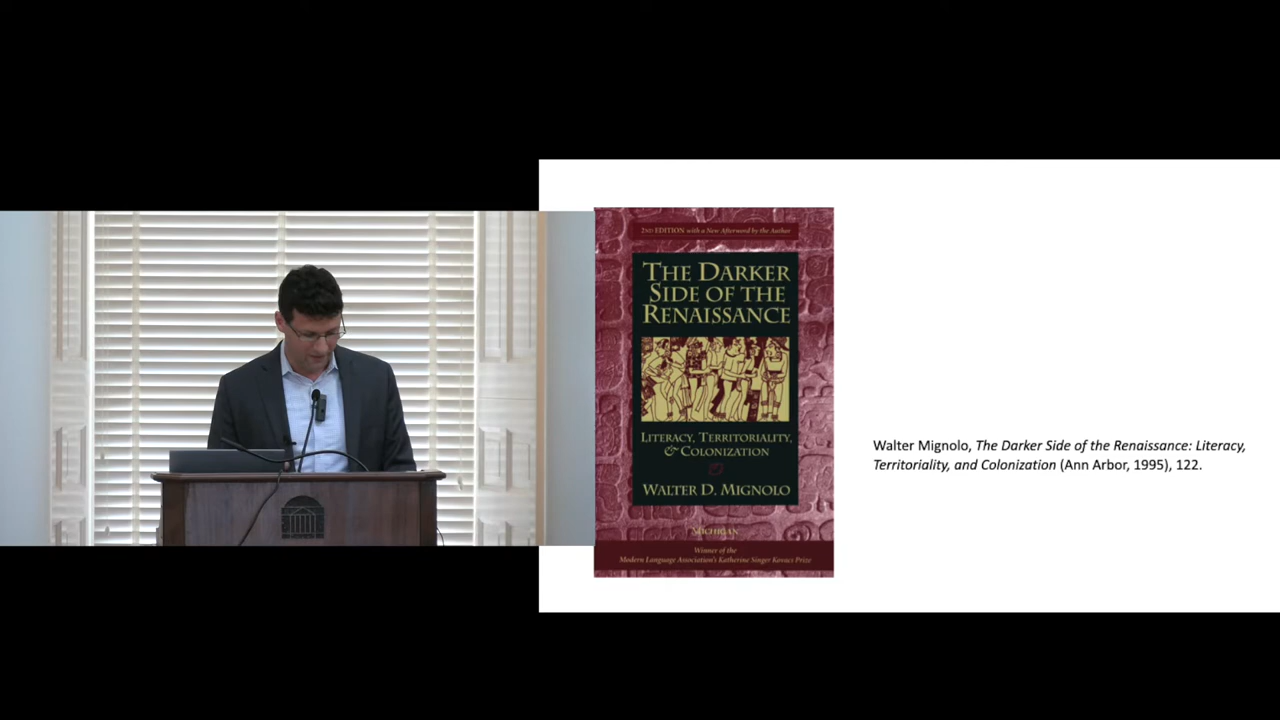 2ND EDITION with a New Afterword by the Author
THE DARKER
SIDE OF THE
RENAISSANCE
LITERACY, TERRITORIALITY,
& COLONIZATION
WALTER D. MIGNOLO
MICHIGAN
Winner of the
Modern Language Association's Katherine Singer Kovacs Prize
Walter Mignolo, The Darker Side of the Renaissance: Literacy,
Territoriality, and Colonization (Ann Arbor, 1995), 122.